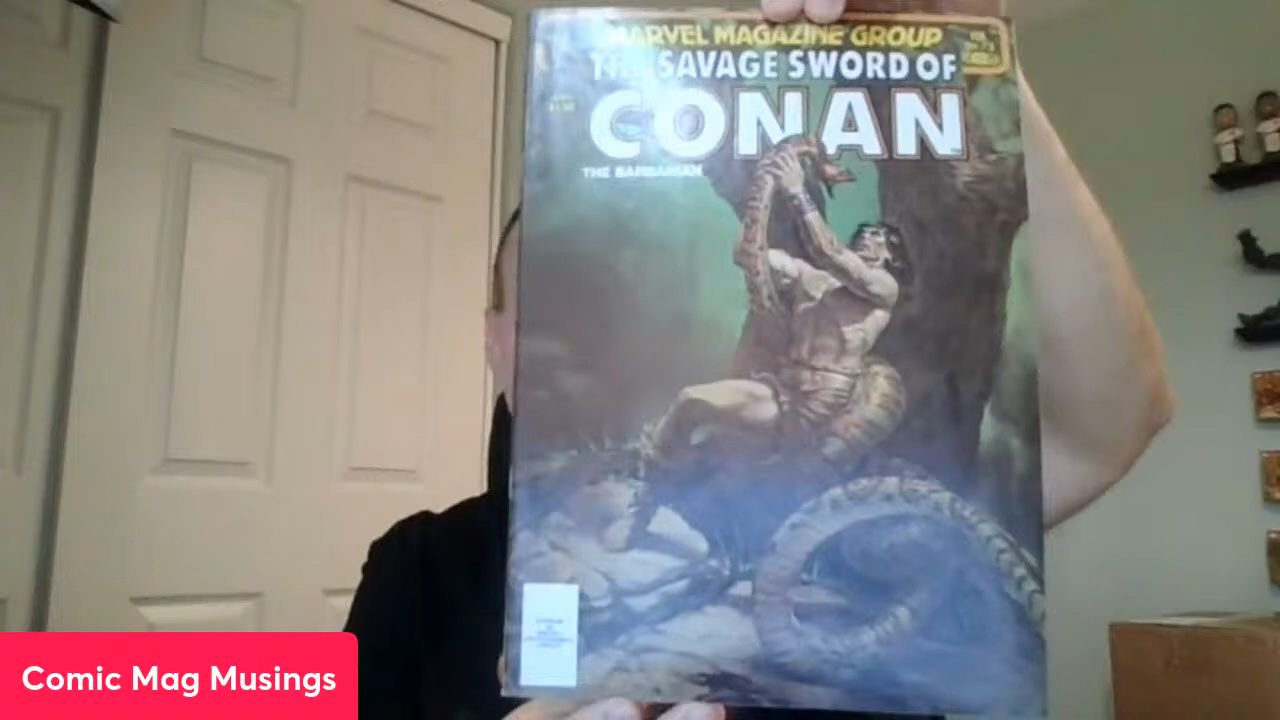 MARVEL MAGAZINE GROUP
THE SAVAGE SWORD OF
CONAN
THE BARBARIAN
Comic Mag Musings